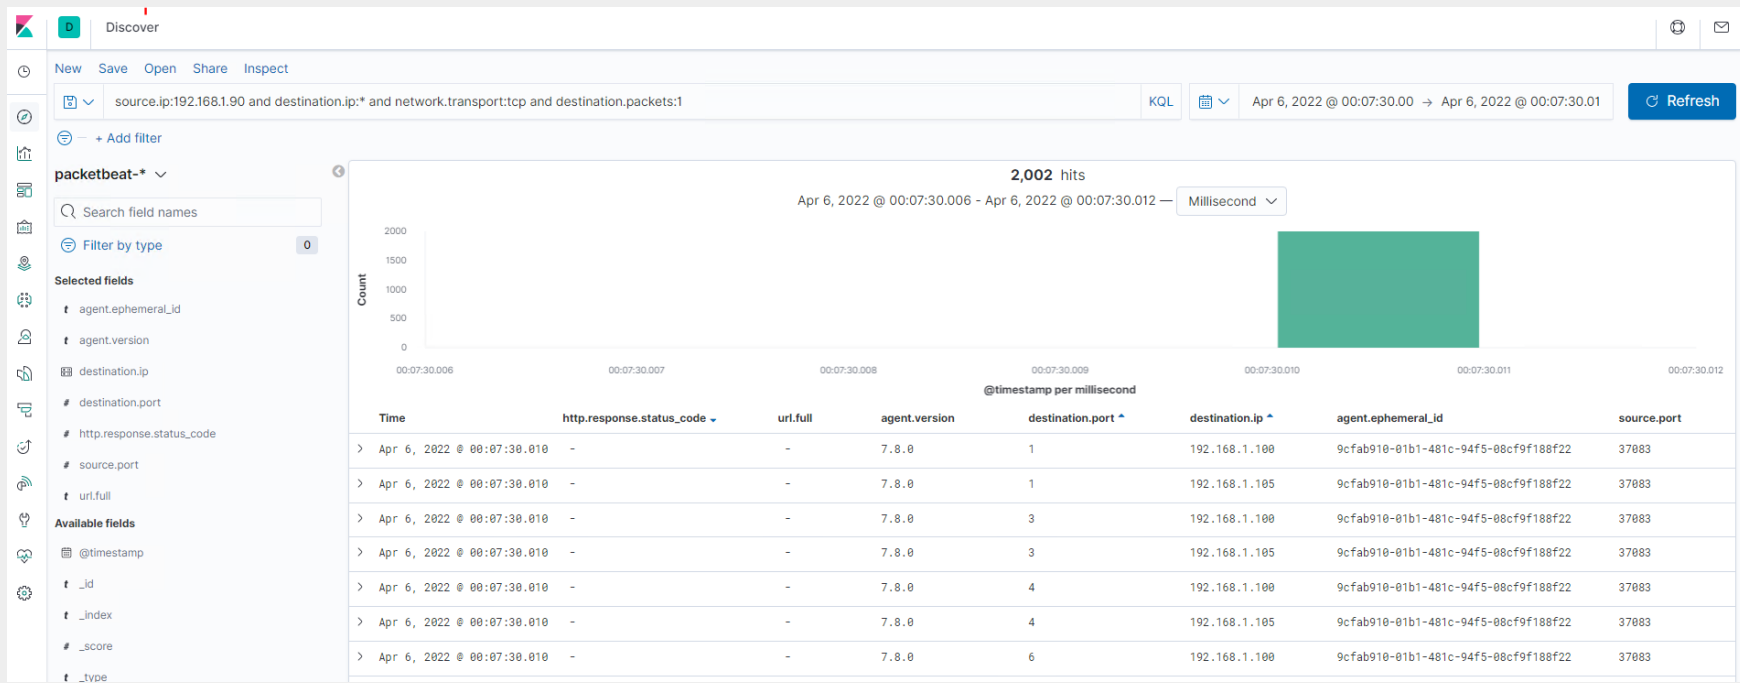 D Discover
New Save Open Share Inspect
source.ip:192.168.1.90 and destination.ip:* and network.transport:tcp and destination.packets:1 KQL Apr 6, 2022 @ 00:07:30.00 → Apr 6, 2022 @ 00:07:30.01 Refresh
+ Add filter
packetbeat-*
Search field names
Filter by type 0
Selected fields
t agent.ephemeral_id
t agent.version
destination.ip
# destination.port
# http.response.status_code
# source.port
t url.full
Available fields
@timestamp
t _id
t _index
# _score
t _type
2,002 hits
Apr 6, 2022 @ 00:07:30.006 - Apr 6, 2022 @ 00:07:30.012 — Millisecond
Count
2000
1500
1000
500
0
00:07:30.006 00:07:30.007 00:07:30.008 00:07:30.009 00:07:30.010 00:07:30.011 00:07:30.012
@timestamp per millisecond
Time http.response.status_code url.full agent.version destination.port destination.ip agent.ephemeral_id source.port
Apr 6, 2022 @ 00:07:30.010 - - 7.8.0 1 192.168.1.100 9cfab910-01b1-481c-94f5-08cf9f188f22 37083
Apr 6, 2022 @ 00:07:30.010 - - 7.8.0 1 192.168.1.105 9cfab910-01b1-481c-94f5-08cf9f188f22 37083
Apr 6, 2022 @ 00:07:30.010 - - 7.8.0 3 192.168.1.100 9cfab910-01b1-481c-94f5-08cf9f188f22 37083
Apr 6, 2022 @ 00:07:30.010 - - 7.8.0 3 192.168.1.105 9cfab910-01b1-481c-94f5-08cf9f188f22 37083
Apr 6, 2022 @ 00:07:30.010 - - 7.8.0 4 192.168.1.100 9cfab910-01b1-481c-94f5-08cf9f188f22 37083
Apr 6, 2022 @ 00:07:30.010 - - 7.8.0 4 192.168.1.105 9cfab910-01b1-481c-94f5-08cf9f188f22 37083
Apr 6, 2022 @ 00:07:30.010 - - 7.8.0 6 192.168.1.100 9cfab910-01b1-481c-94f5-08cf9f188f22 37083